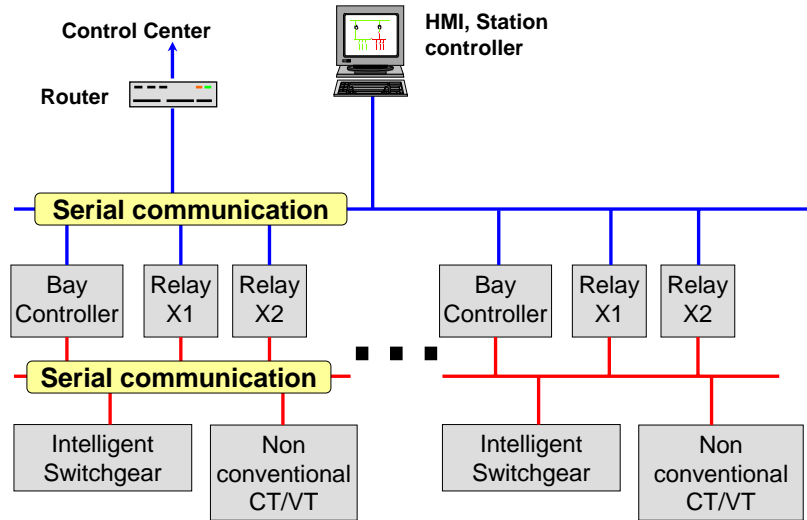 Control Center
HMI, Station
controller
Router
Serial communication
Bay
Controller
Relay
X1
Relay
X2
Bay
Controller
Relay
X1
Relay
X2
Serial communication
Intelligent
Switchgear
Non
conventional
CT/VT
Intelligent
Switchgear
Non
conventional
CT/VT